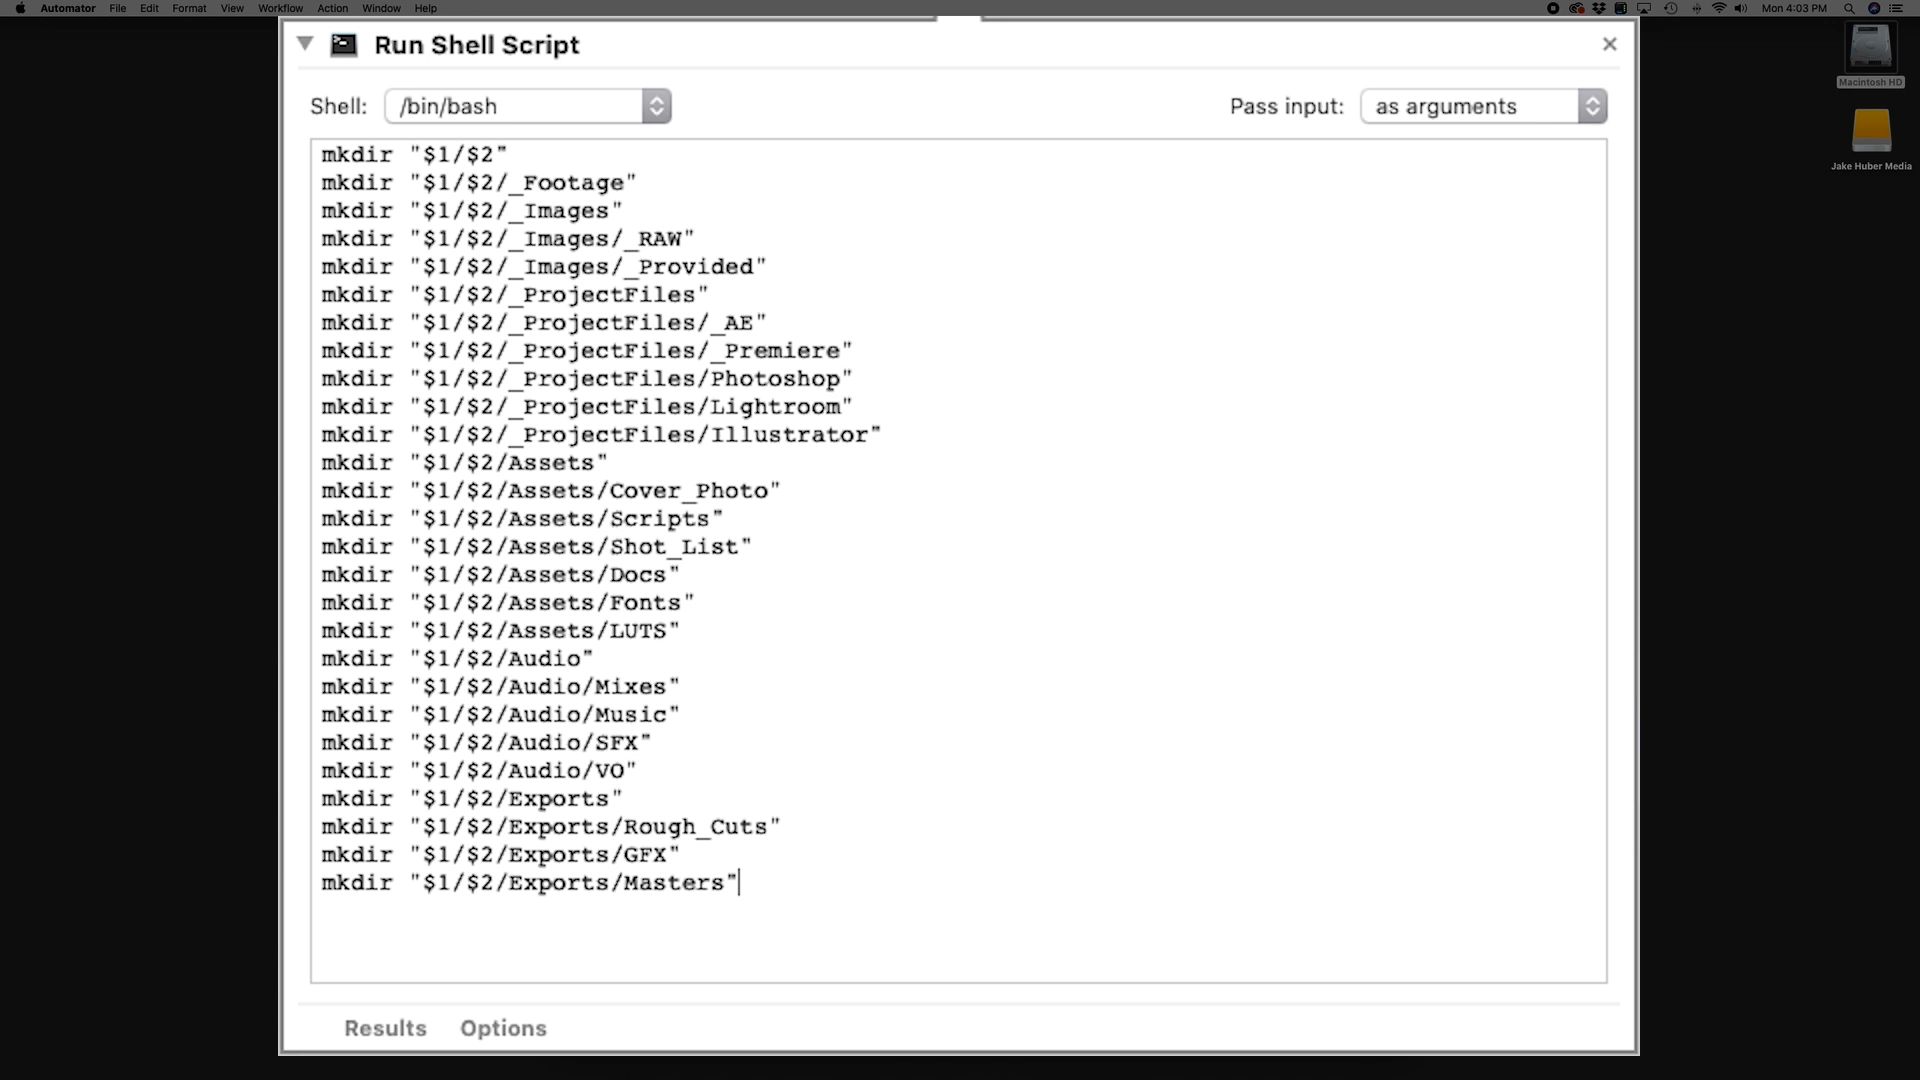 Automator File Edit Format View Workflow Action Window Help
Mon 4:03 PM
Macintosh HD
Jake Huber Media
Run Shell Script
Shell: /bin/bash
Pass input: as arguments
mkdir "$1/$2"
mkdir "$1/$2/_Footage"
mkdir "$1/$2/_Images"
mkdir "$1/$2/_Images/_RAW"
mkdir "$1/$2/_Images/_Provided"
mkdir "$1/$2/_ProjectFiles"
mkdir "$1/$2/_ProjectFiles/_AE"
mkdir "$1/$2/_ProjectFiles/_Premiere"
mkdir "$1/$2/_ProjectFiles/Photoshop"
mkdir "$1/$2/_ProjectFiles/Lightroom"
mkdir "$1/$2/_ProjectFiles/Illustrator"
mkdir "$1/$2/Assets"
mkdir "$1/$2/Assets/Cover_Photo"
mkdir "$1/$2/Assets/Scripts"
mkdir "$1/$2/Assets/Shot_List"
mkdir "$1/$2/Assets/Docs"
mkdir "$1/$2/Assets/Fonts"
mkdir "$1/$2/Assets/LUTS"
mkdir "$1/$2/Audio"
mkdir "$1/$2/Audio/Mixes"
mkdir "$1/$2/Audio/Music"
mkdir "$1/$2/Audio/SFX"
mkdir "$1/$2/Audio/VO"
mkdir "$1/$2/Exports"
mkdir "$1/$2/Exports/Rough_Cuts"
mkdir "$1/$2/Exports/GFX"
mkdir "$1/$2/Exports/Masters"
Results Options